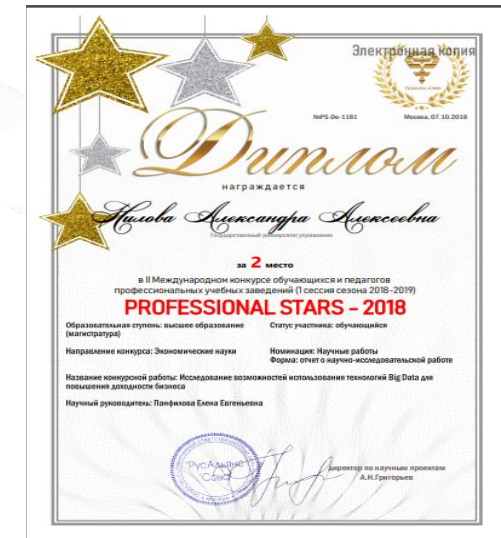 Электронная копия
№PS-De-1181 Москва, 07.10.2018
Диплом
награждается
Нилова Александра Алексеевна
Государственный университет управления
за 2 место
в II Международном конкурсе обучающихся и педагогов
профессиональных учебных заведений (1 сессия сезона 2018-2019)
PROFESSIONAL STARS – 2018
Образовательная ступень: высшее образование
(магистратура)
Статус участника: обучающийся
Направление конкурса: Экономические науки
Номинация: Научные работы
Форма: отчет о научно-исследовательской работе
Название конкурсной работы: Исследование возможностей использования технологий Big Data для
повышения доходности бизнеса
Научный руководитель: Панфилова Елена Евгеньевна
"РусАльянс
"Сова"
директор по научным проектам
А.Н.Григорьев